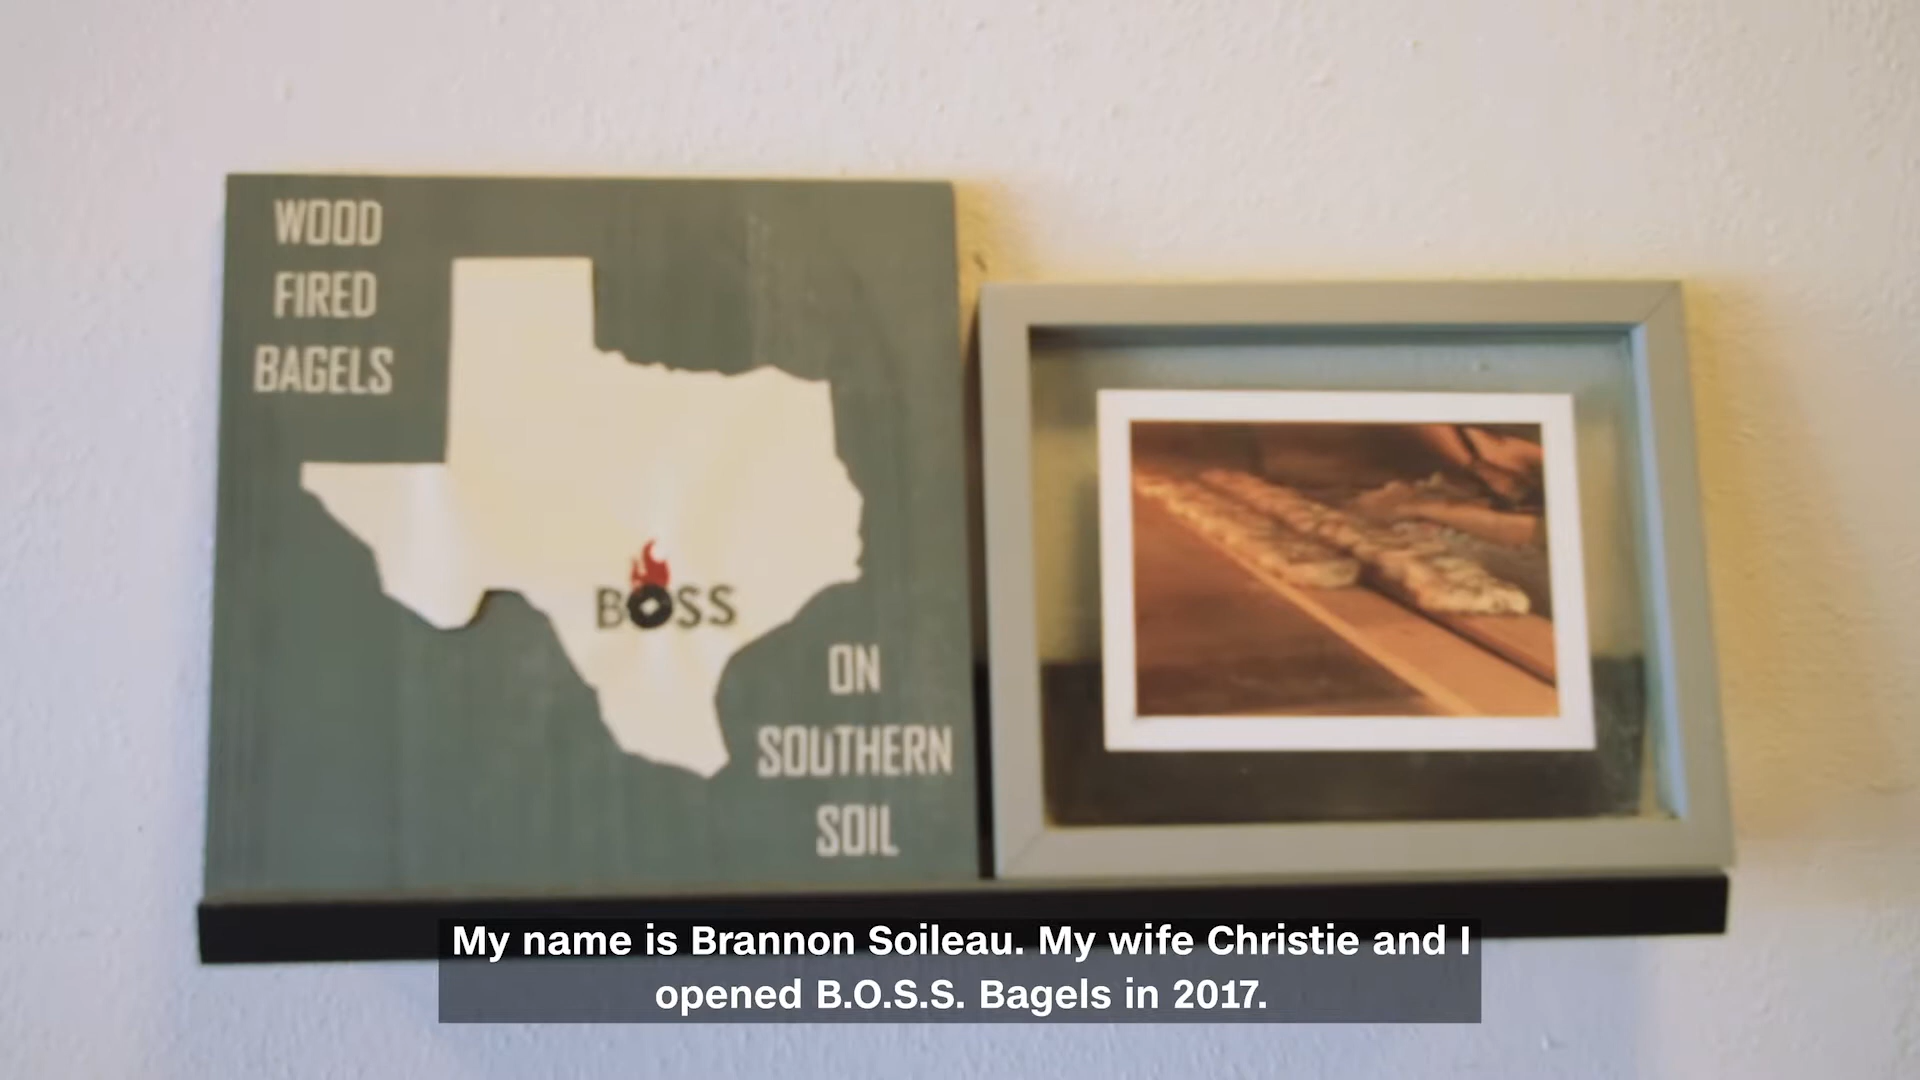 WOOD
FIRED
BAGELS
BOSS
ON
SOUTHERN
SOIL
My name is Brannon Soileau. My wife Christie and I
opened B.O.S.S. Bagels in 2017.